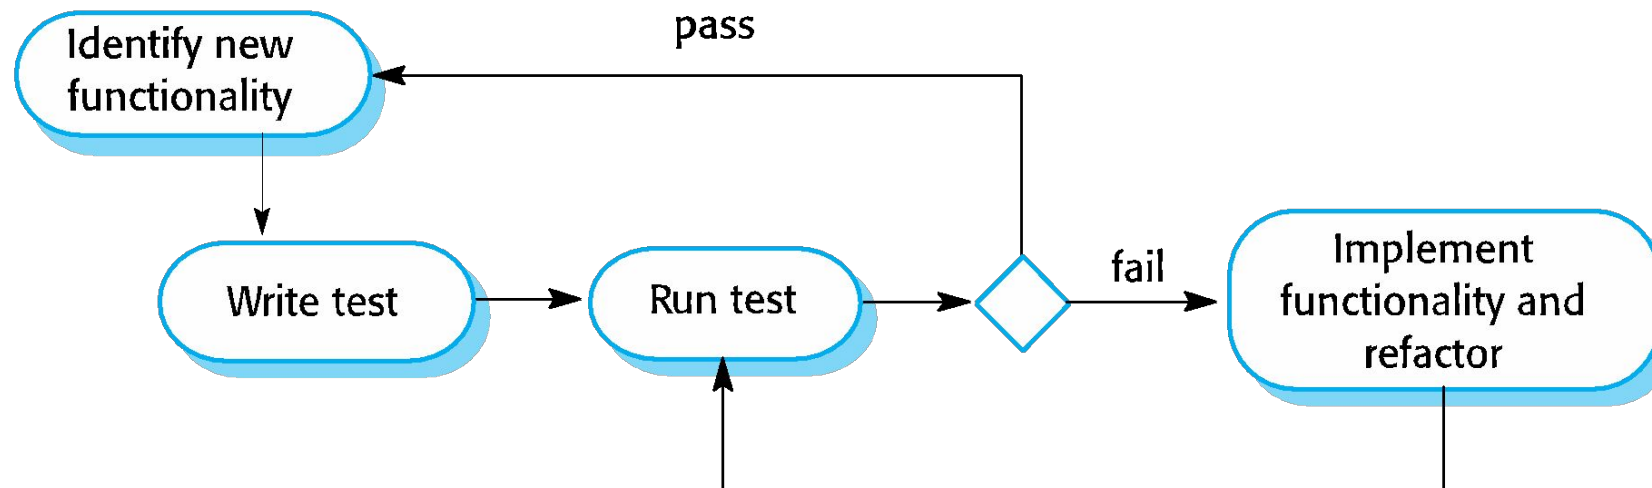 Identify new
functionality
pass
Write test
Run test
fail
Implement
functionality and
refactor